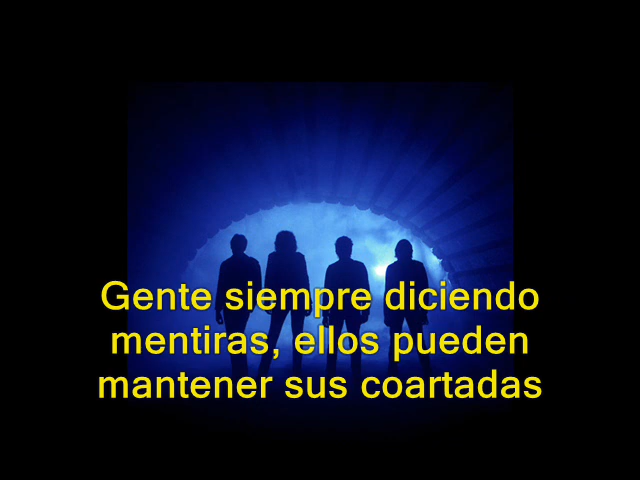 Gente siempre diciendo
mentiras, ellos pueden
mantener sus coartadas